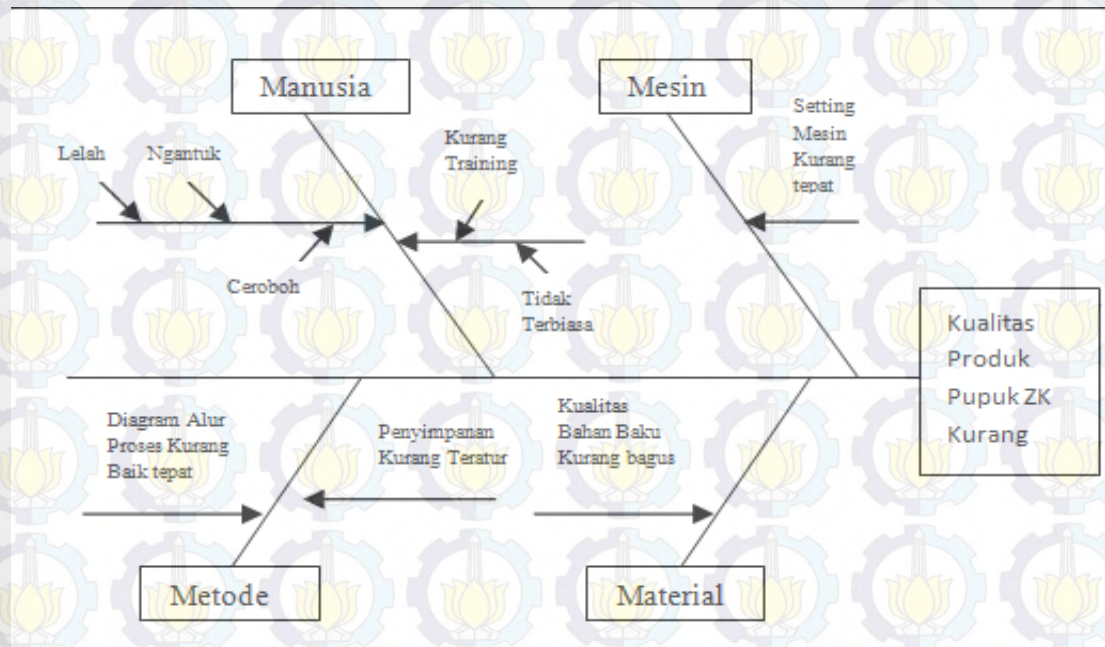 Manusia
Mesin
Setting
Mesin
Kurang
tepat
Lelah
Ngantuk
Kurang
Training
Ceroboh
Tidak
Terbiasa
Kualitas
Produk
Pupuk ZK
Kurang
Diagram Alur
Proses Kurang
Baik tepat
Penyimpanan
Kurang Teratur
Kualitas
Bahan Baku
Kurang bagus
Metode
Material